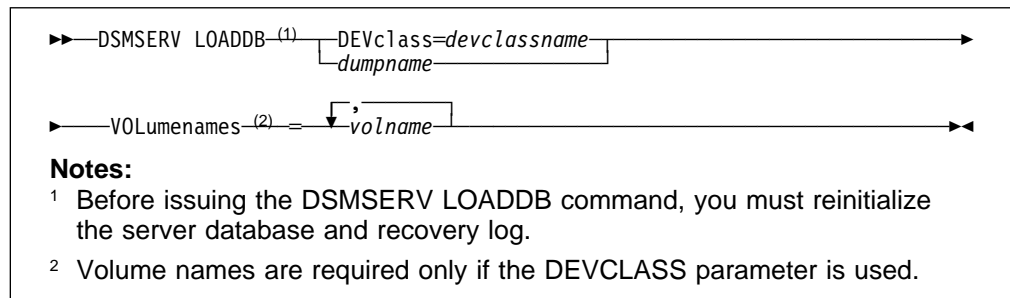 DSMSERV LOADDB (1) DEVclass=devclassname
dumpname
,
VOLumenames (2) = volname
Notes:
1 Before issuing the DSMSERV LOADDB command, you must reinitialize
the server database and recovery log.
2 Volume names are required only if the DEVCLASS parameter is used.